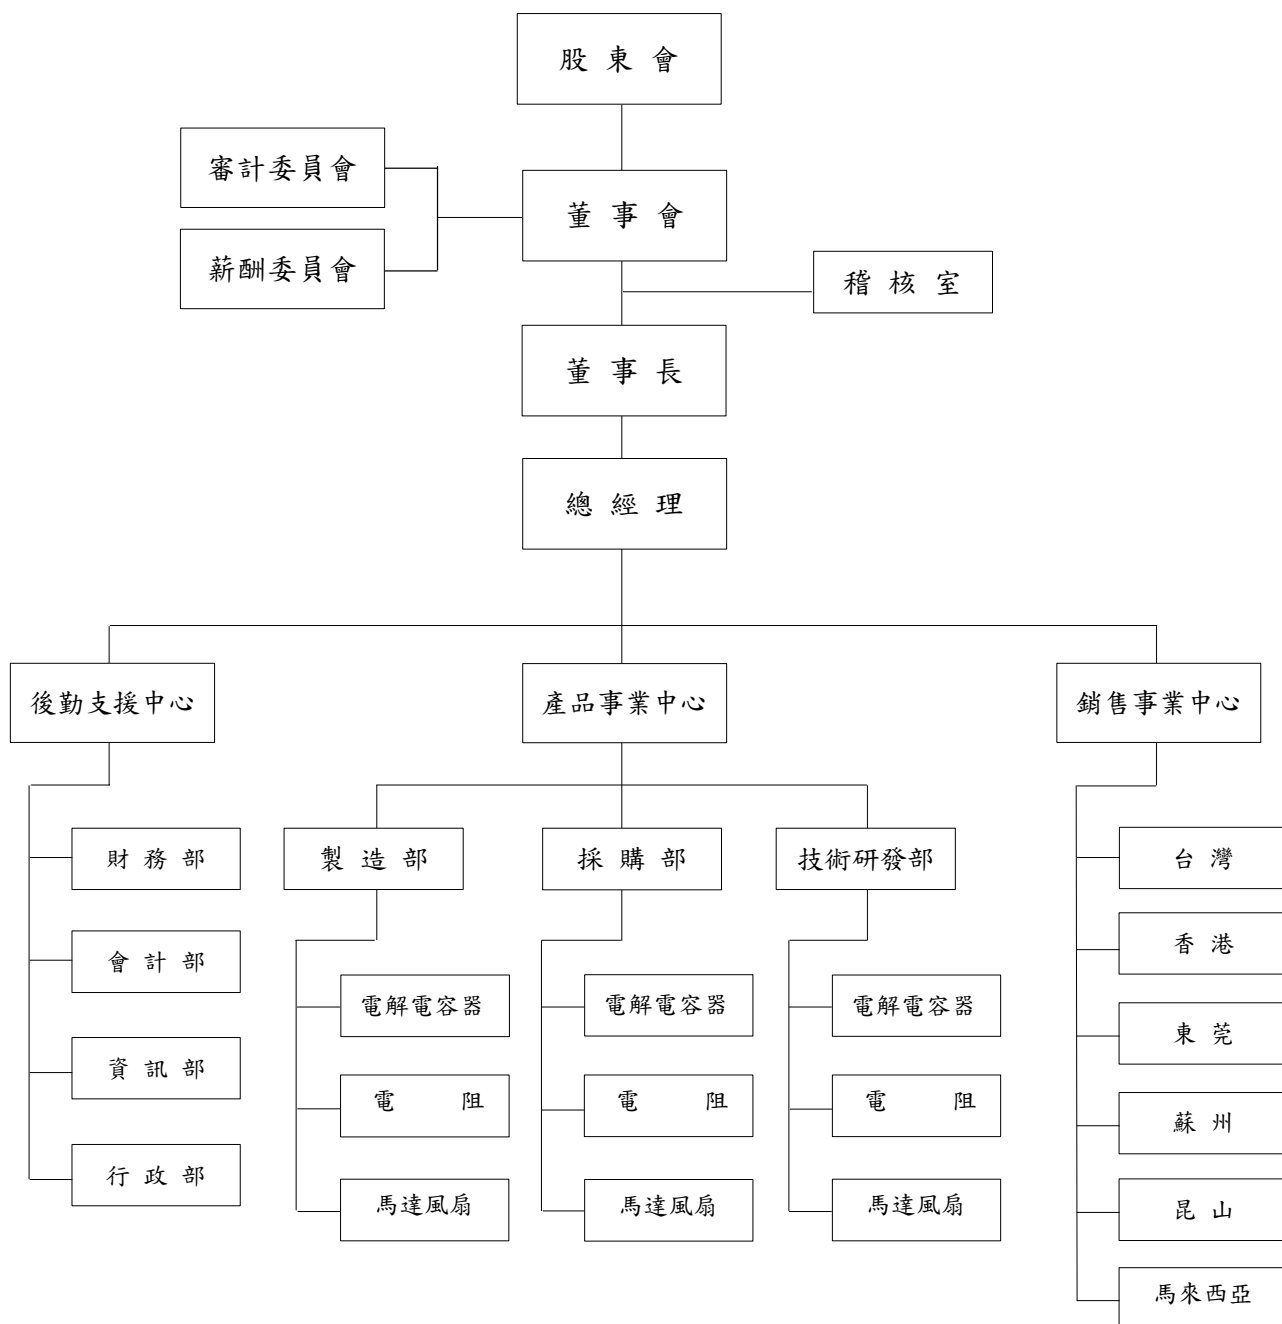 股東會
審計委員會
董事會
薪酬委員會
稽核室
董事長
總經理
後勤支援中心
產品事業中心
銷售事業中心
財務部
會計部
資訊部
行政部
製造部
電解電容器
電阻
馬達風扇
採購部
電解電容器
電阻
馬達風扇
技術研發部
電解電容器
電阻
馬達風扇
台灣
香港
東莞
蘇州
昆山
馬來西亞